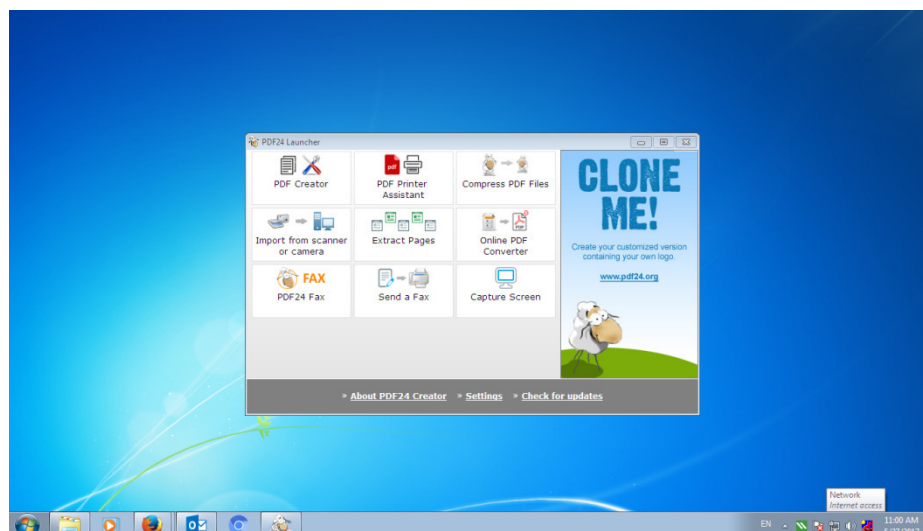 PDF24 Launcher
PDF Creator
PDF Printer
Assistant
Compress PDF Files
Import from scanner
or camera
Extract Pages
Online PDF
Converter
FAX
PDF24 Fax
Send a Fax
Capture Screen
CLONE
ME!
Create your customized version
containing your own logo.
www.pdf24.org
» About PDF24 Creator » Settings » Check for updates
Network
Internet access
EN
11:00 AM